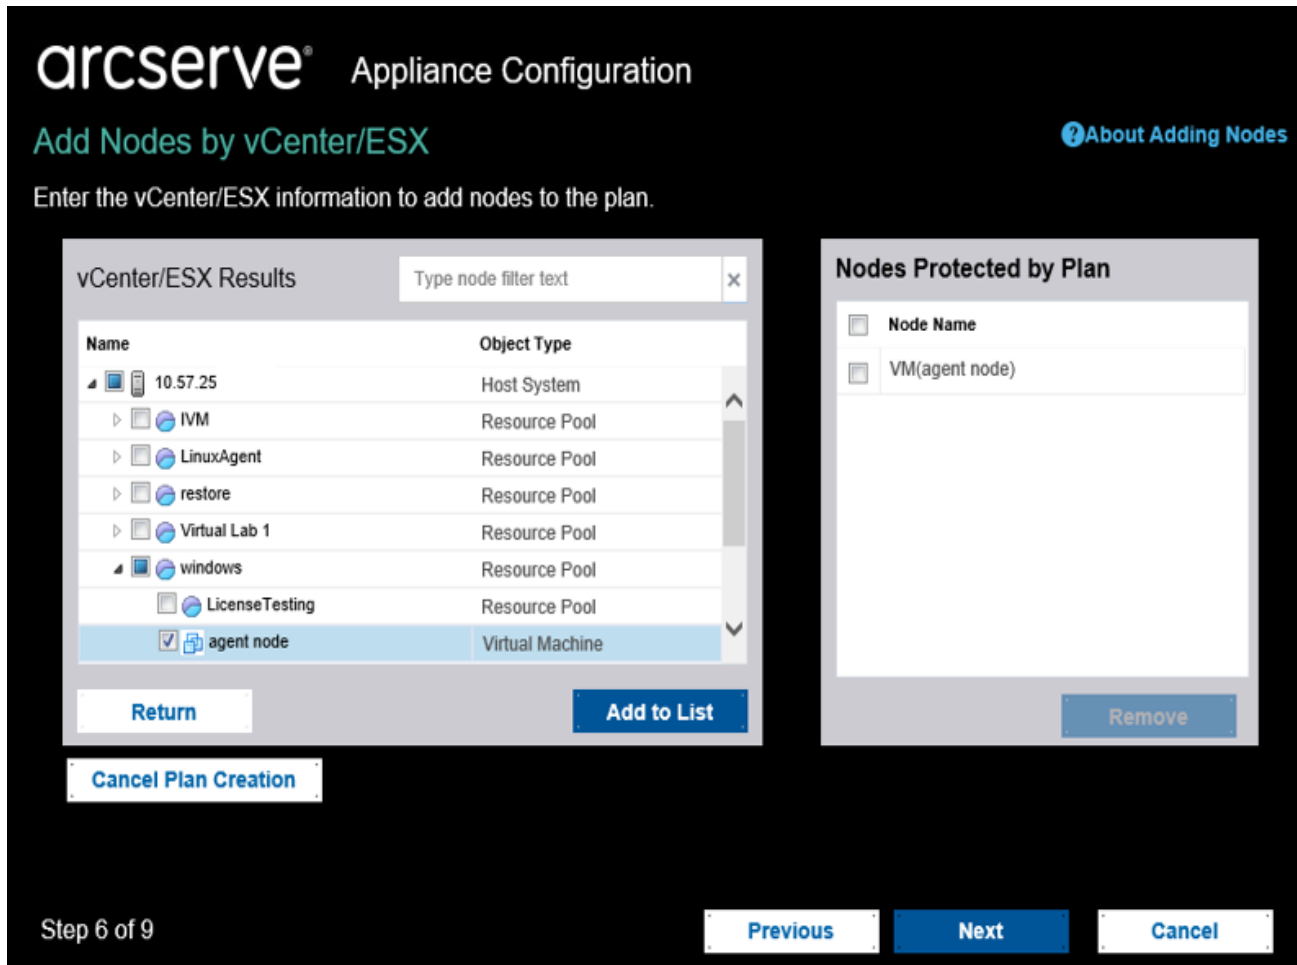 arcserve® Appliance Configuration
Add Nodes by vCenter/ESX
?About Adding Nodes
Enter the vCenter/ESX information to add nodes to the plan.
vCenter/ESX Results
Type node filter text ×
Name Object Type
10.57.25 Host System
IVM Resource Pool
LinuxAgent Resource Pool
restore Resource Pool
Virtual Lab 1 Resource Pool
windows Resource Pool
LicenseTesting Resource Pool
agent node Virtual Machine
Return Add to List
Nodes Protected by Plan
Node Name
VM(agent node)
Remove
Cancel Plan Creation
Step 6 of 9
Previous Next Cancel